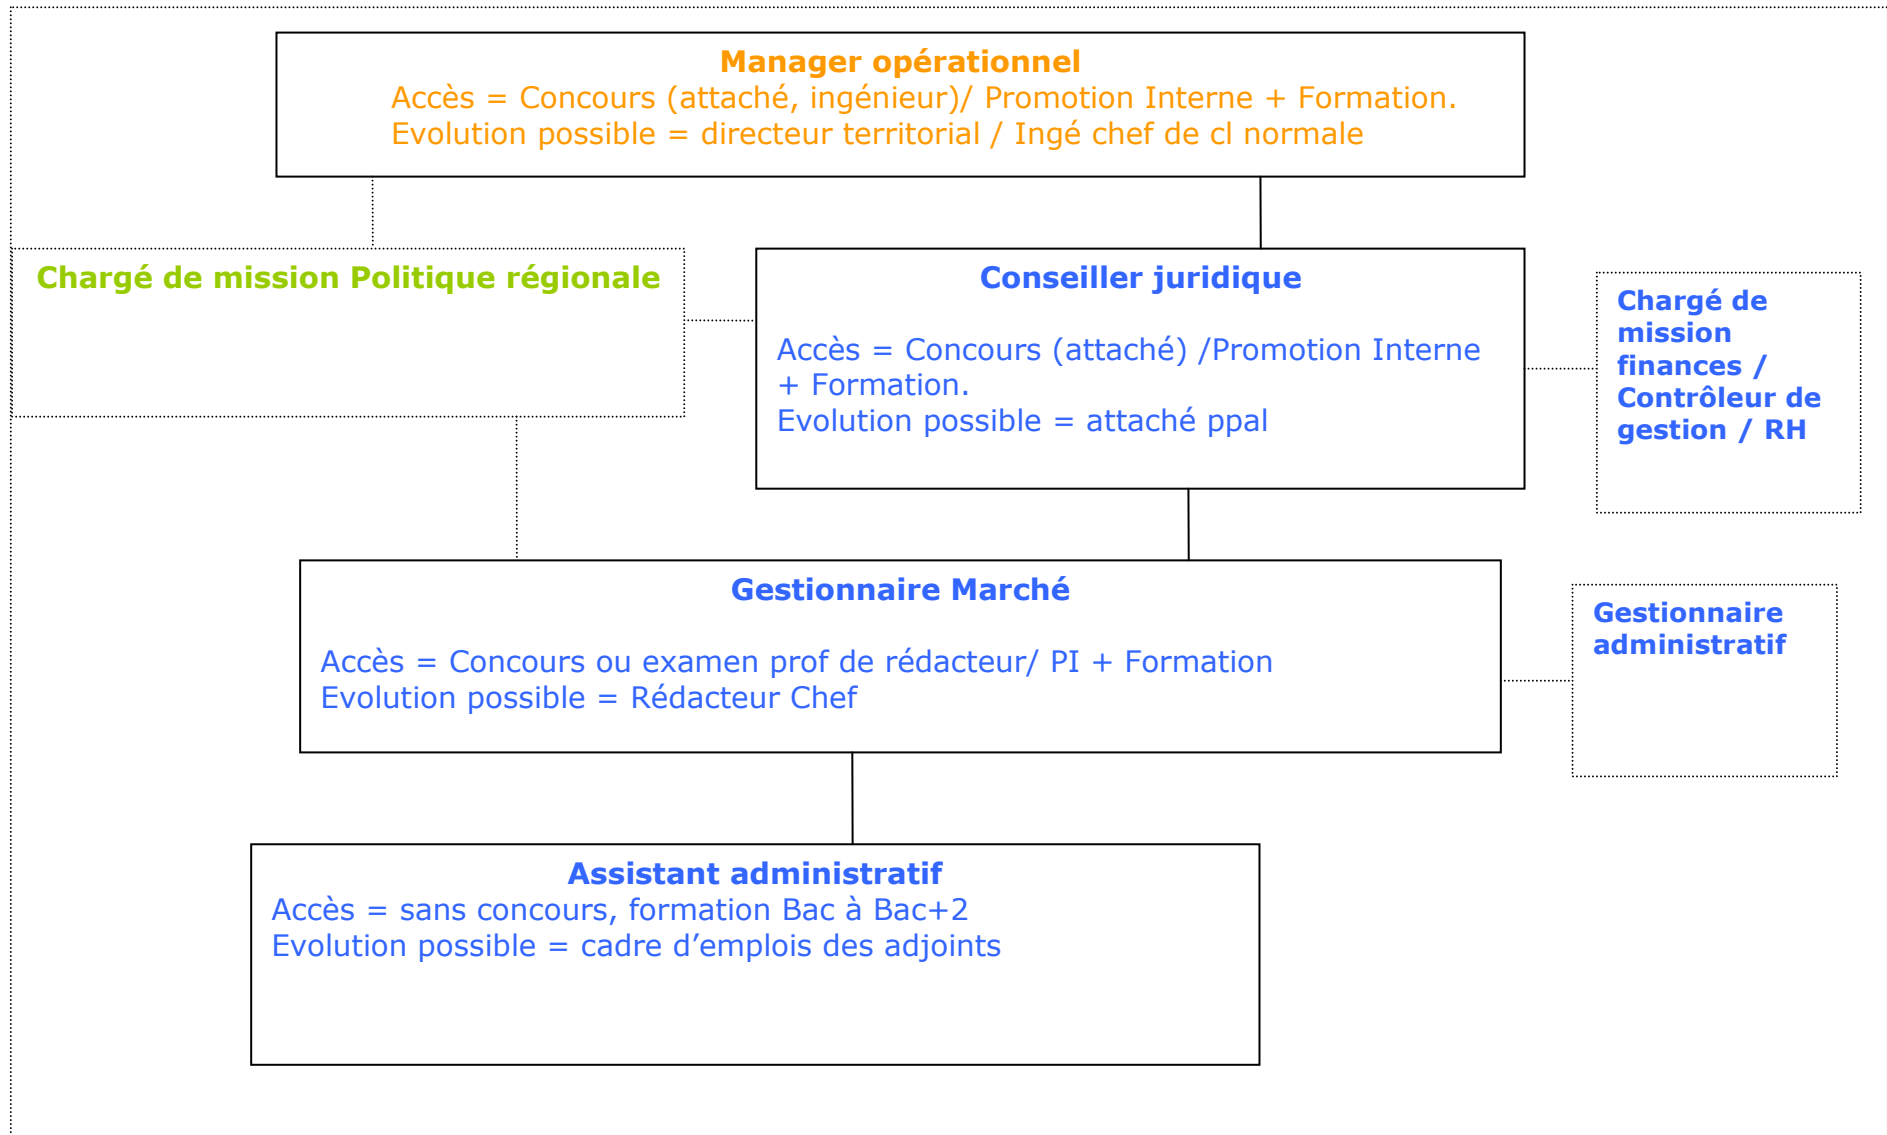 Manager opérationnel
Accès = Concours (attaché, ingénieur)/ Promotion Interne + Formation.
Evolution possible = directeur territorial / Ingé chef de cl normale
Chargé de mission Politique régionale
Conseiller juridique
Accès = Concours (attaché) /Promotion Interne
+ Formation.
Evolution possible = attaché ppal
Chargé de
mission
finances /
Contrôleur de
gestion / RH
Gestionnaire Marché
Accès = Concours ou examen prof de rédacteur/ PI + Formation
Evolution possible = Rédacteur Chef
Gestionnaire
administratif
Assistant administratif
Accès = sans concours, formation Bac à Bac+2
Evolution possible = cadre d’emplois des adjoints